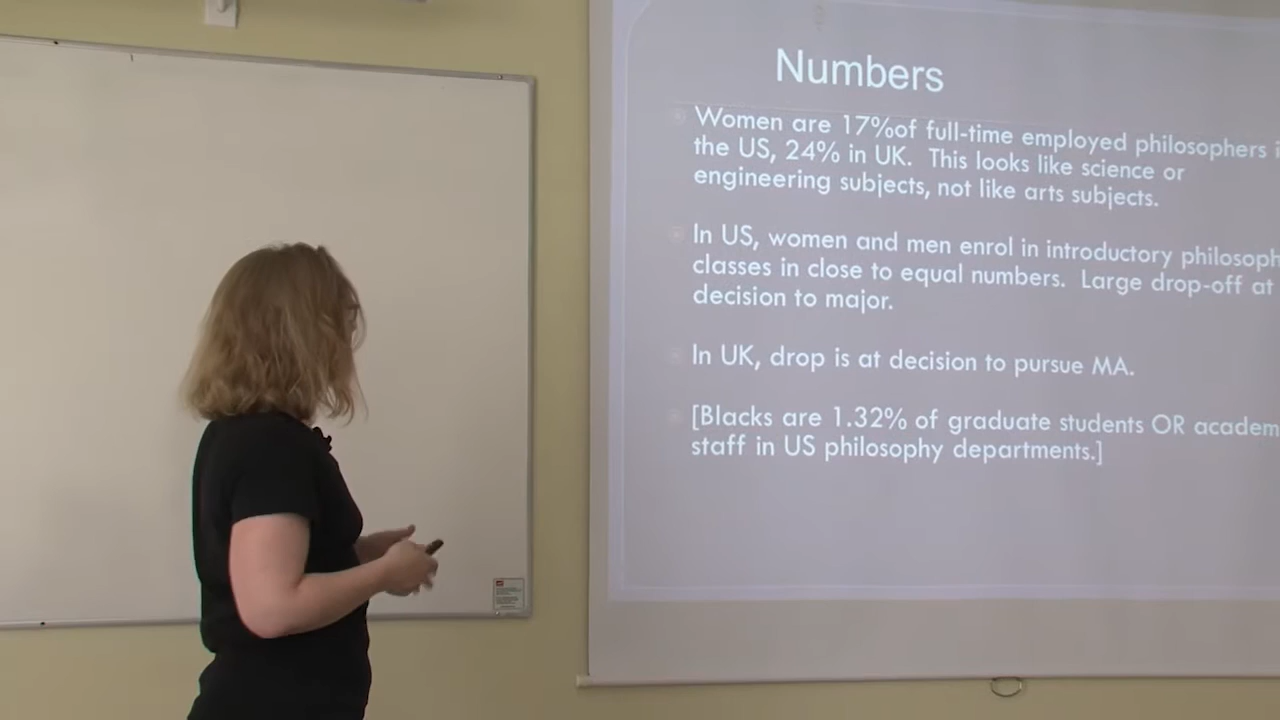 Numbers
Women are 17%of full-time employed philosophers
the US, 24% in UK. This looks like science or
engineering subjects, not like arts subjects.
In US, women and men enrol in introductory
classes in close to equal numbers. Large drop-off at
decision to major.
In UK, drop is at decision to pursue MA.
[Blacks are 1.32% of graduate students OR
staff in US philosophy departments.]